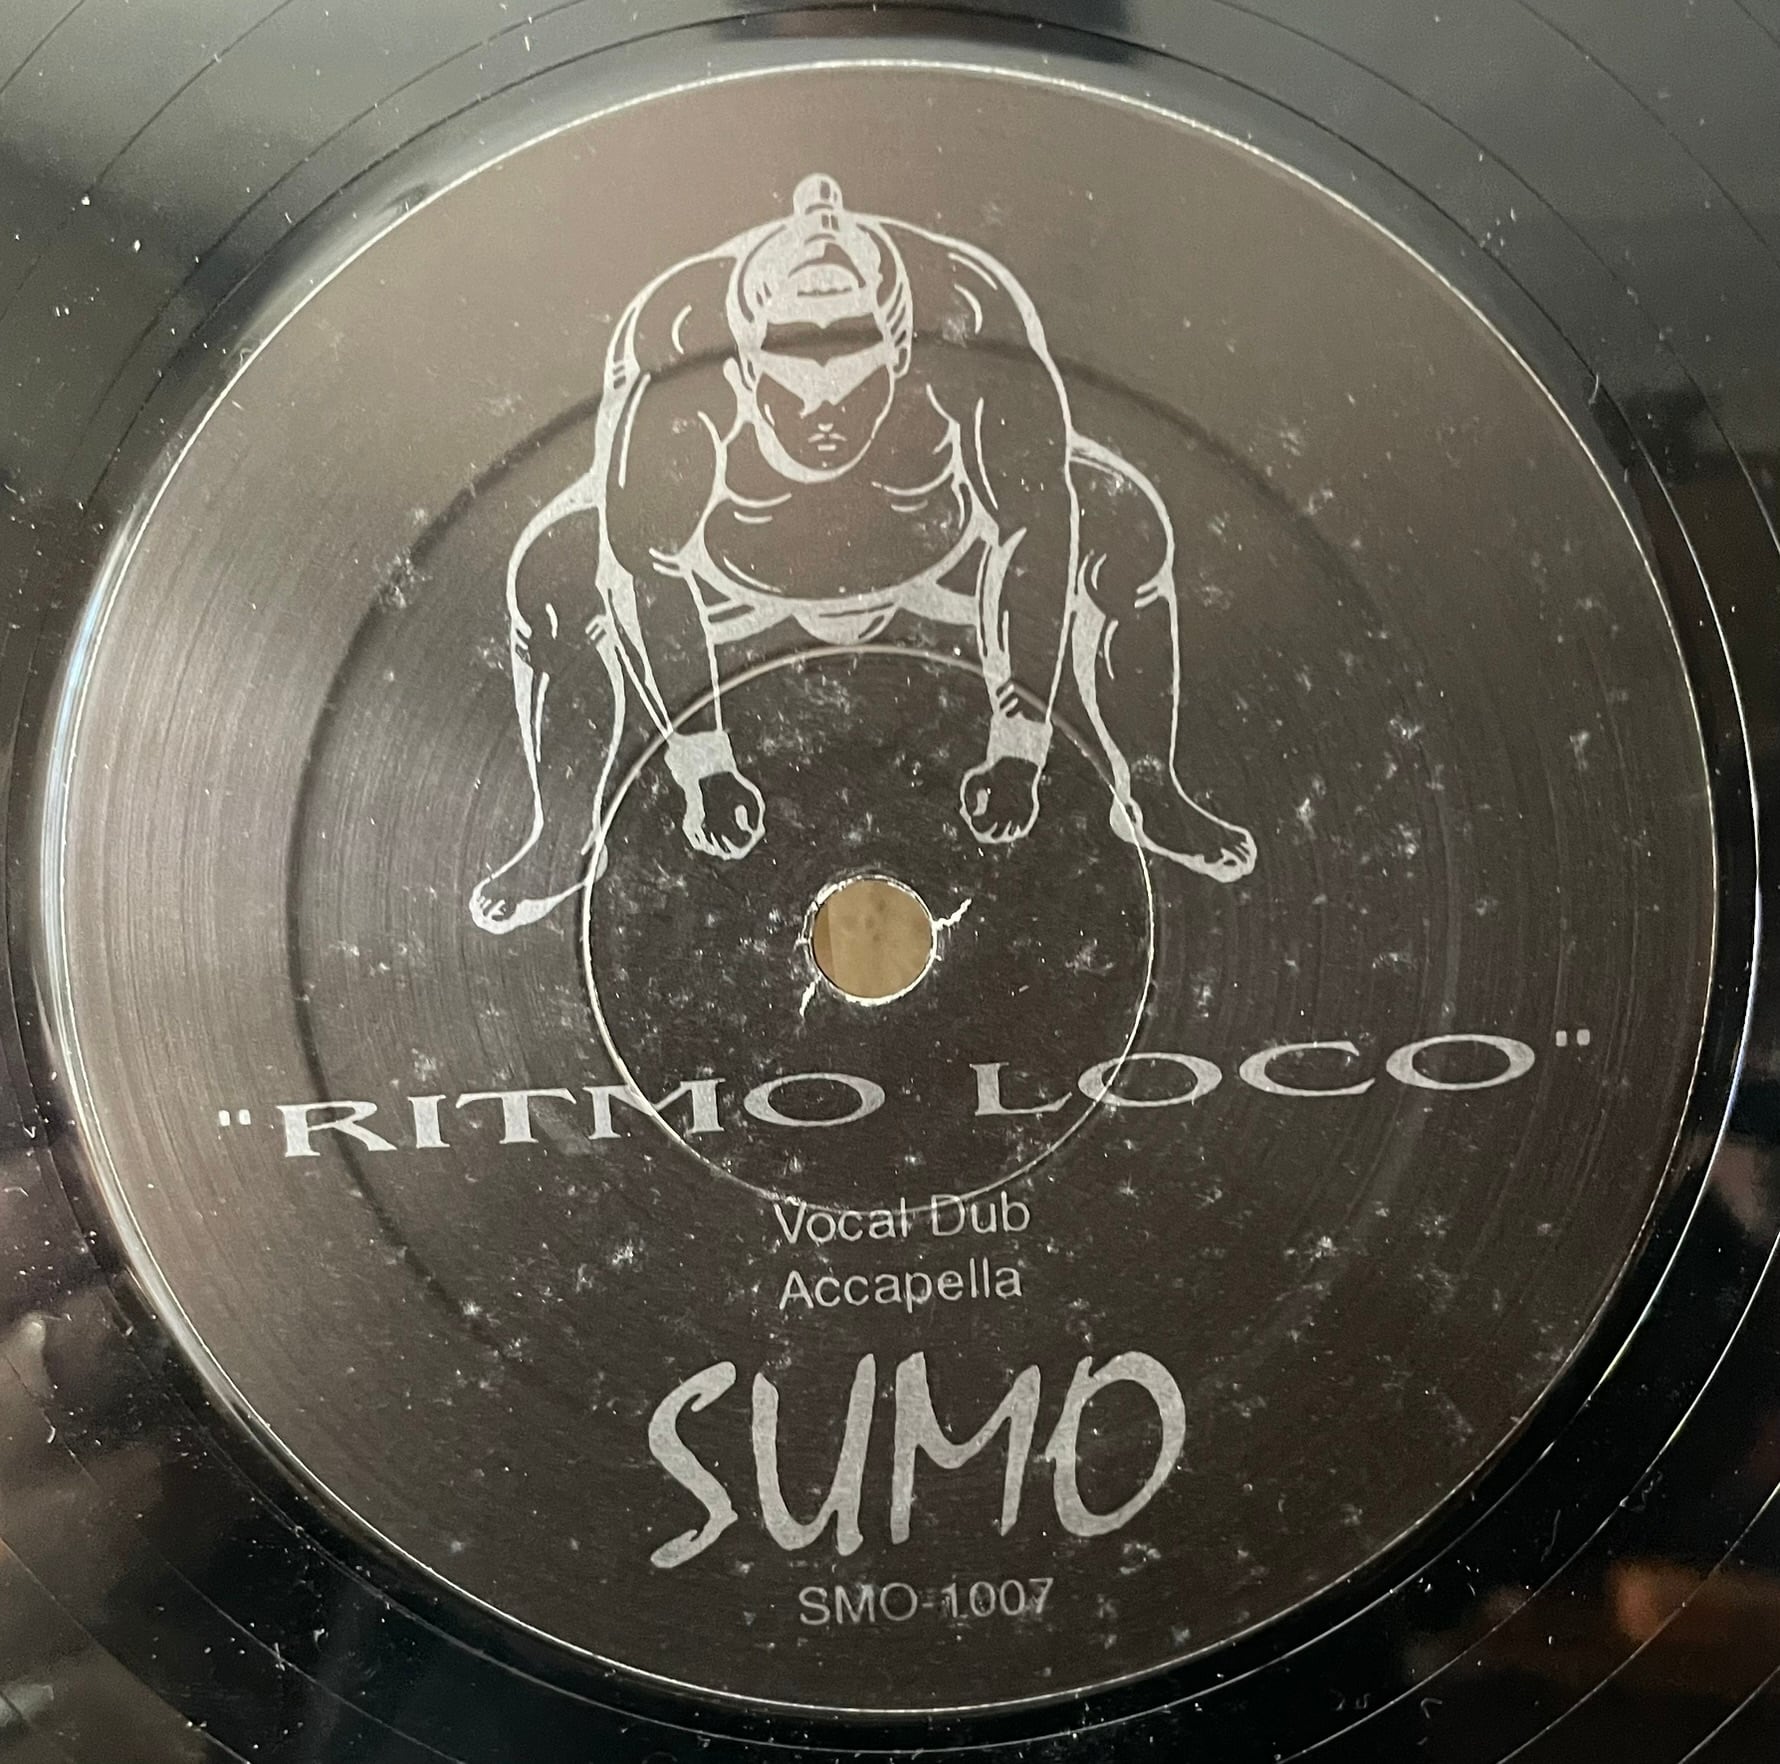 "RITMO LOCO"
Vocal Dub
Accapella
SUMO
SMO-1007